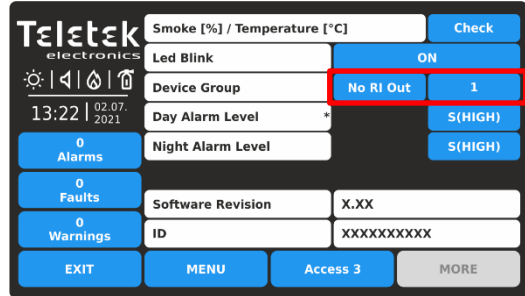 Teletek
electronics
13:22 02.07.
2021
0
Alarms
0
Faults
0
Warnings
EXIT
Smoke [%] / Temperature [°C] Check
Led Blink ON
Device Group No RI Out 1
Day Alarm Level * S(HIGH)
Night Alarm Level S(HIGH)
Software Revision X.XX
ID XXXXXXXXXX
MENU Access 3 MORE